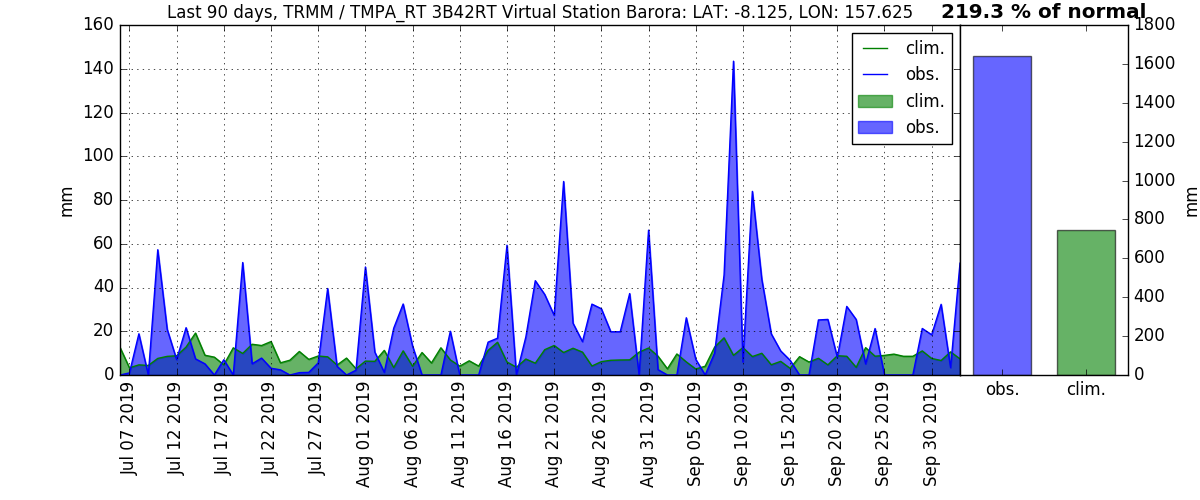 Last 90 days, TRMM / TMPA_RT 3B42RT Virtual Station Barora: LAT: -8.125, LON: 157.625
219.3 % of normal
mm
160
140
120
100
80
60
40
20
0
clim.
obs.
clim.
obs.
1800
1600
1400
1200
1000
800
600
400
200
0
mm
Jul 07 2019
Jul 12 2019
Jul 17 2019
Jul 22 2019
Jul 27 2019
Aug 01 2019
Aug 06 2019
Aug 11 2019
Aug 16 2019
Aug 21 2019
Aug 26 2019
Aug 31 2019
Sep 05 2019
Sep 10 2019
Sep 15 2019
Sep 20 2019
Sep 25 2019
Sep 30 2019
obs.
clim.